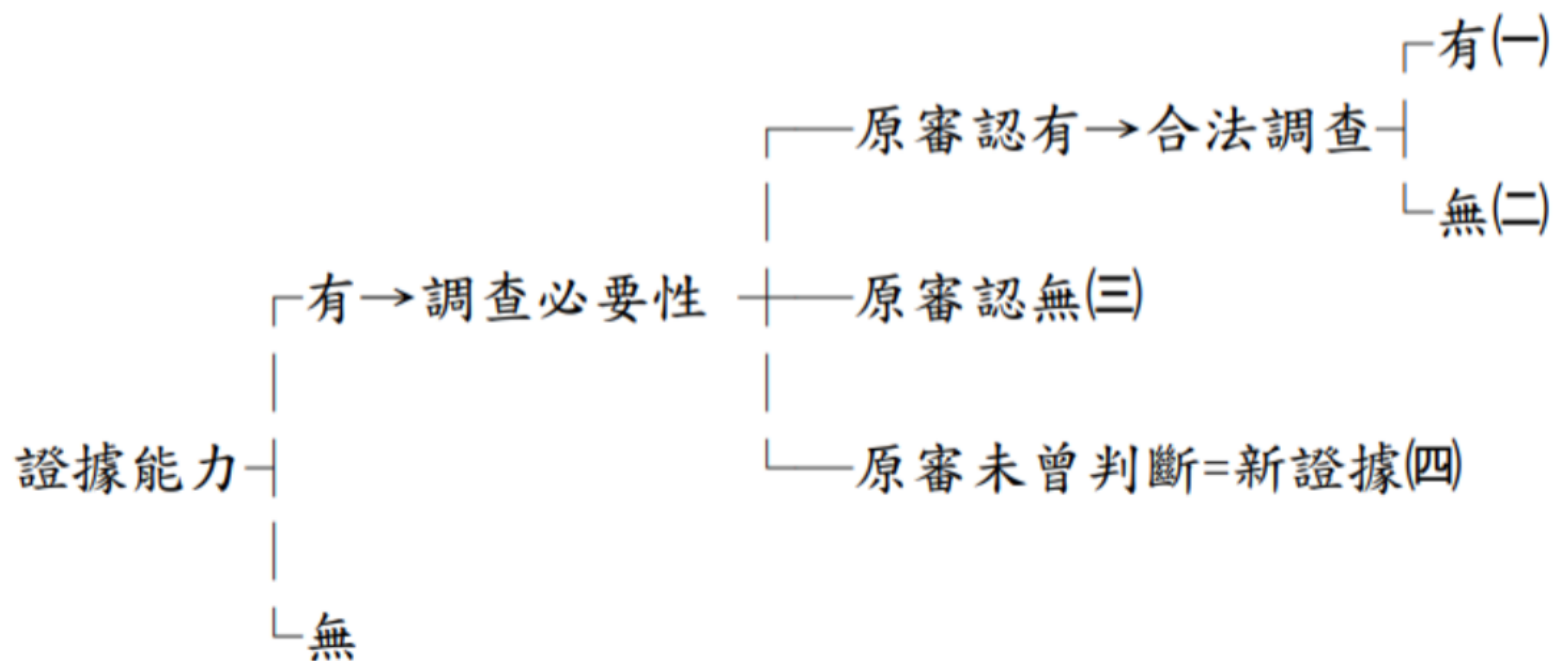 有㈠
原審認有→合法調查
無㈡
有→調查必要性
原審認無㈢
證據能力
原審未曾判斷=新證據㈣
無